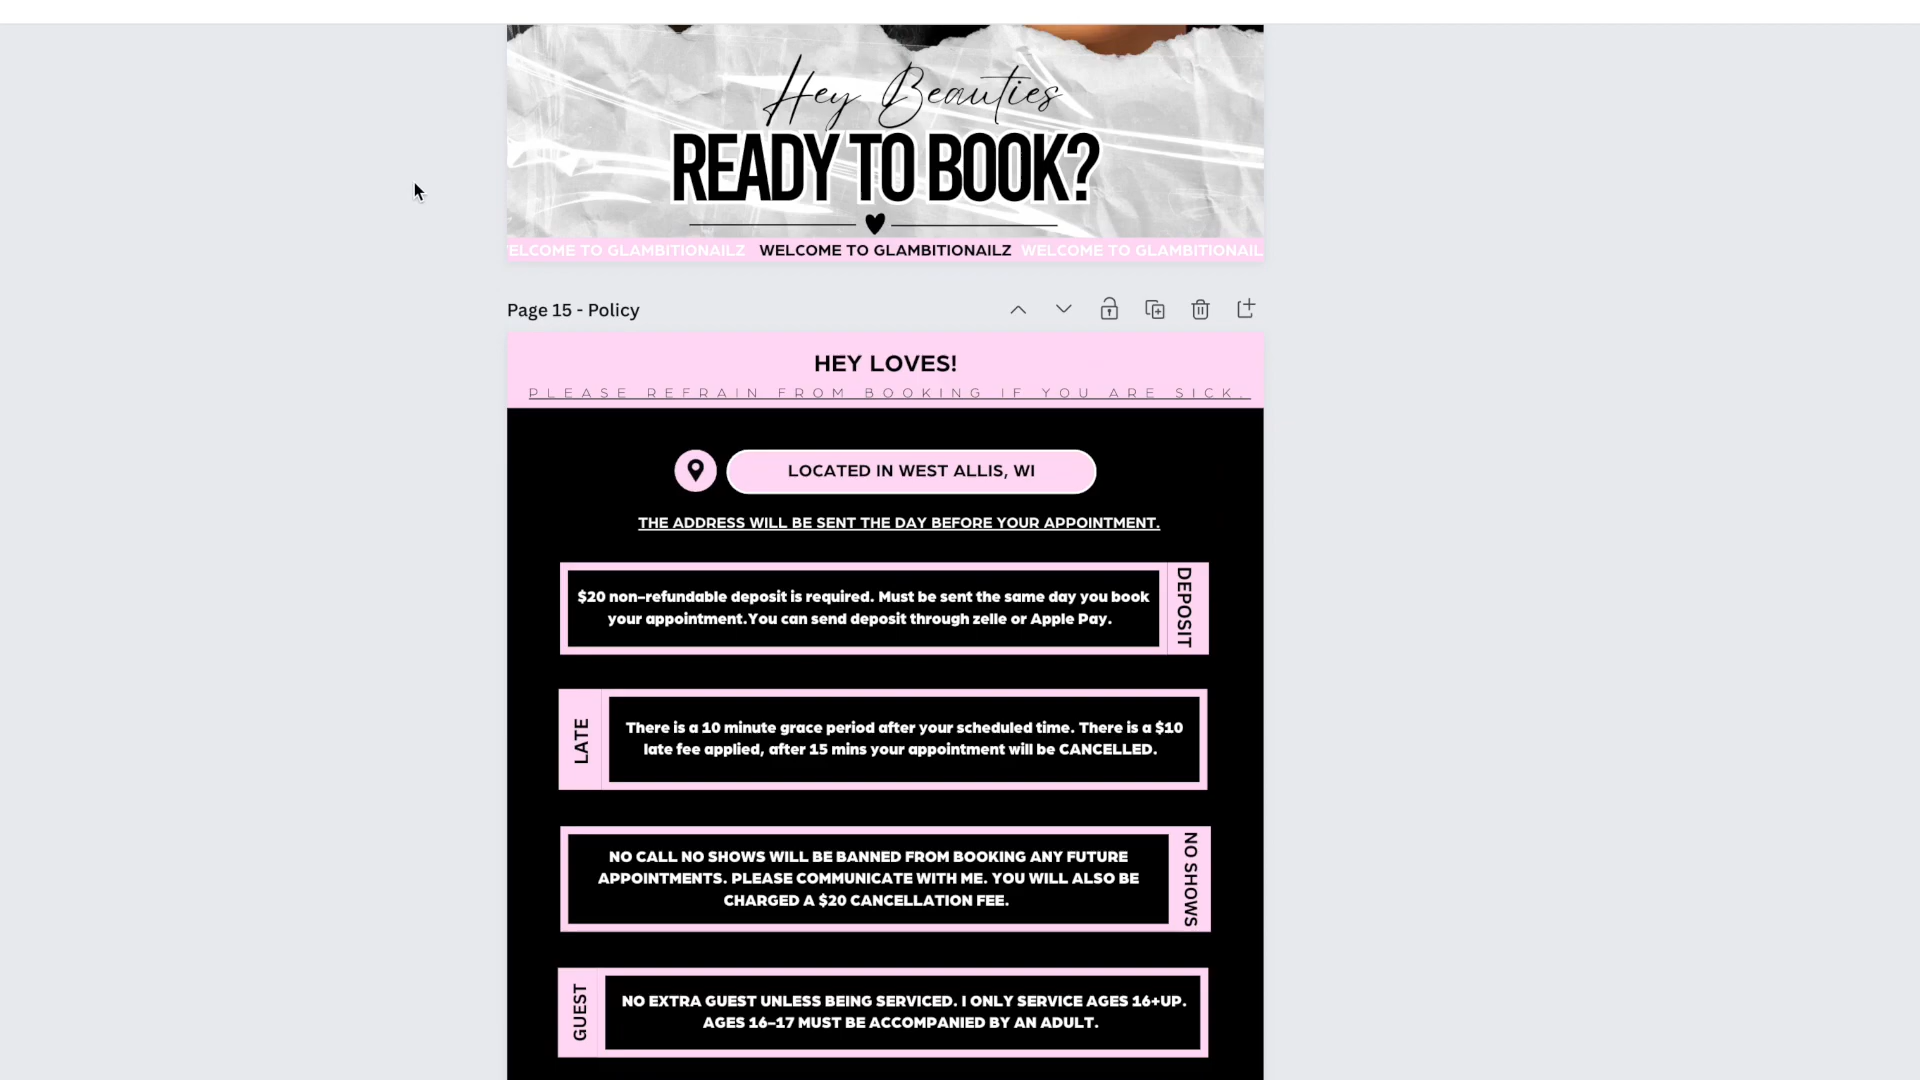 Hey Beauties
READY TO BOOK?
ELCOME TO GLAMBITIONAILZ WELCOME TO GLAMBITIONAILZ WELCOME TO GLAMBITIONAIL
Page 15 - Policy
HEY LOVES!
PLEASE REFRAIN FROM BOOKING IF YOU ARE SICK.
LOCATED IN WEST ALLIS, WI
THE ADDRESS WILL BE SENT THE DAY BEFORE YOUR APPOINTMENT.
$20 non-refundable deposit is required. Must be sent the same day you book
your appointment.You can send deposit through zelle or Apple Pay.
DEPOSIT
LATE
There is a 10 minute grace period after your scheduled time. There is a $10
late fee applied, after 15 mins your appointment will be CANCELLED.
NO CALL NO SHOWS WILL BE BANNED FROM BOOKING ANY FUTURE
APPOINTMENTS. PLEASE COMMUNICATE WITH ME. YOU WILL ALSO BE
CHARGED A $20 CANCELLATION FEE.
NO SHOWS
GUEST
NO EXTRA GUEST UNLESS BEING SERVICED. I ONLY SERVICE AGES 16+UP.
AGES 16-17 MUST BE ACCOMPANIED BY AN ADULT.